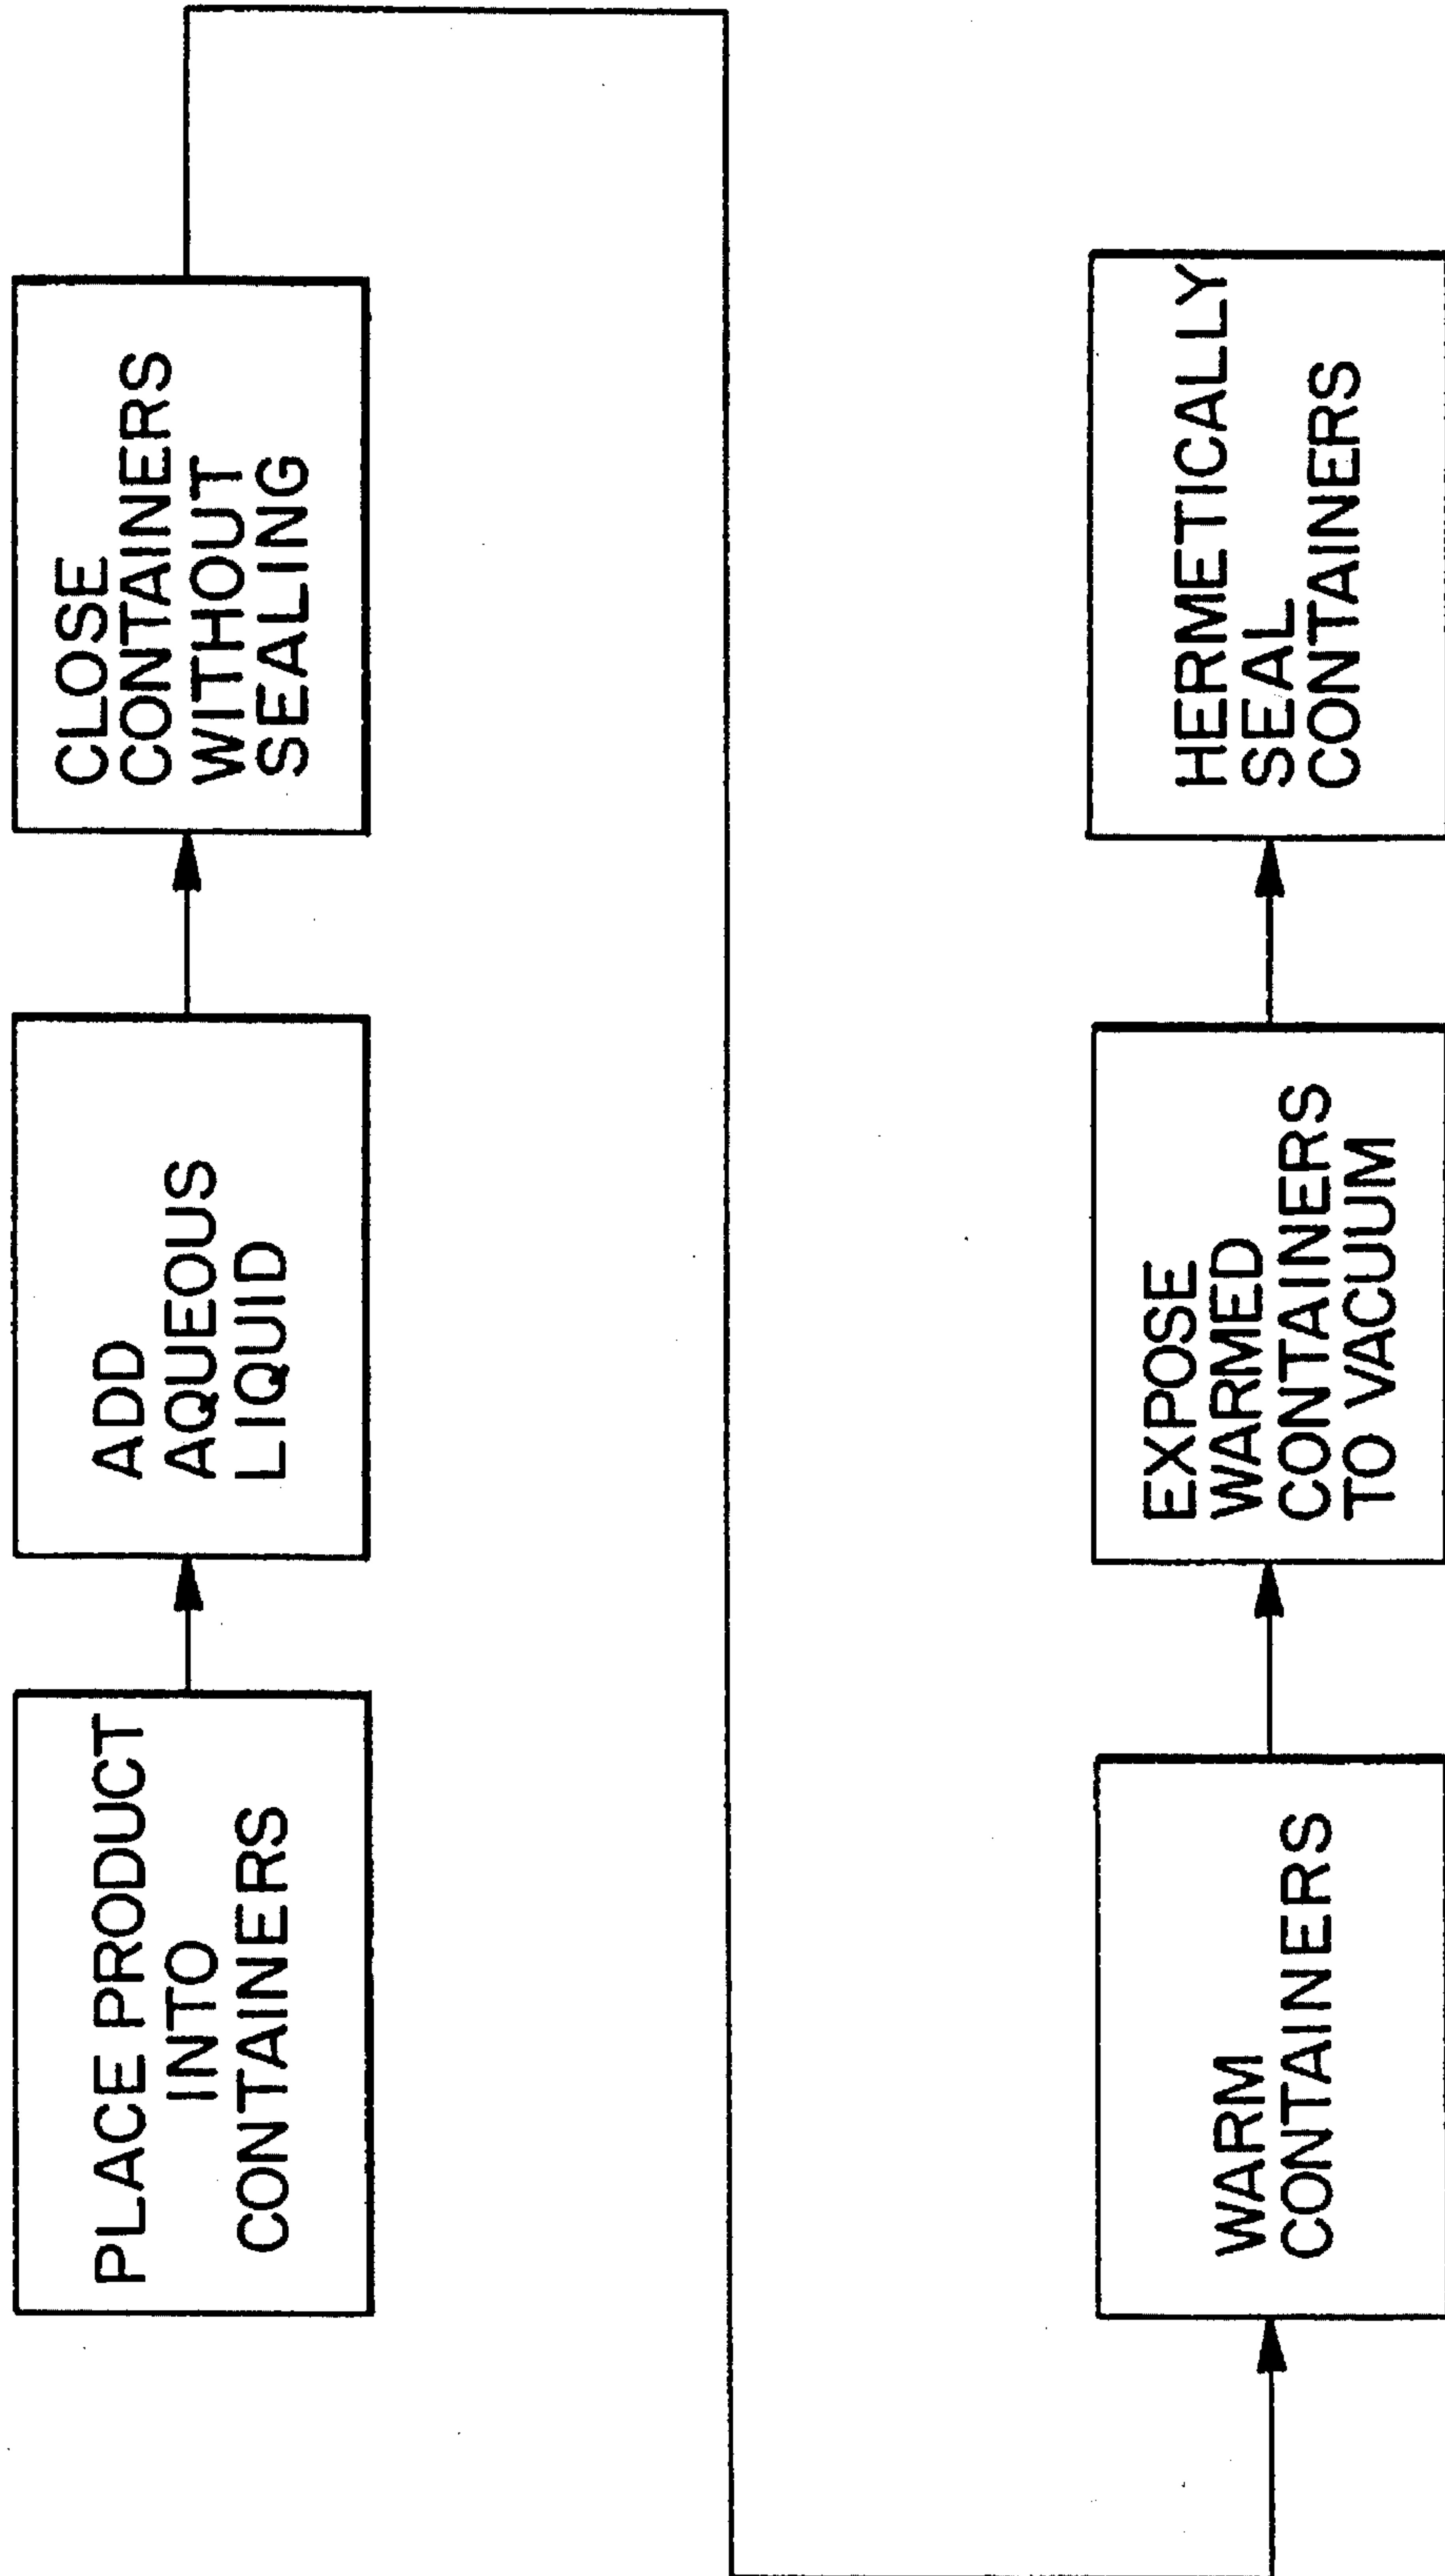 PLACE PRODUCT
INTO
CONTAINERS
ADD
AQUEOUS
LIQUID
CLOSE
CONTAINERS
WITHOUT
SEALING
WARM
CONTAINERS
EXPOSE
WARMED
CONTAINERS
TO VACUUM
HERMETICALLY
SEAL
CONTAINERS